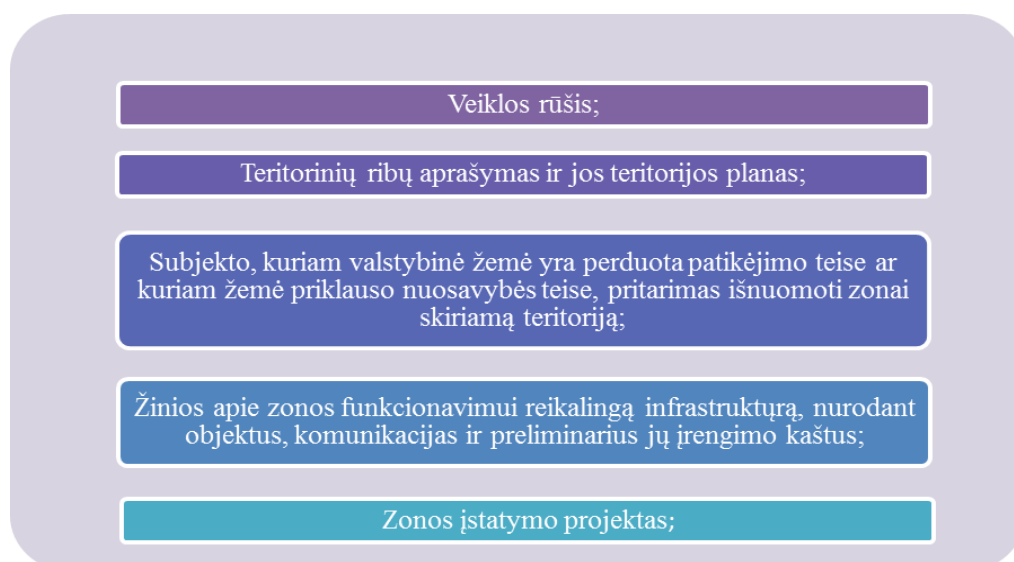 Veiklos rūšis;
Teritorinių ribų aprašymas ir jos teritorijos planas;
Subjekto, kuriam valstybinė žemė yra perduota patikėjimo teise ar
kuriam žemė priklauso nuosavybės teise, pritarimas išnuomoti zonai
skiriamą teritoriją;
Žinios apie zonos funkcionavimui reikalingą infrastruktūrą, nurodant
objektus, komunikacijas ir preliminarius jų įrengimo kaštus;
Zonos įstatymo projektas;